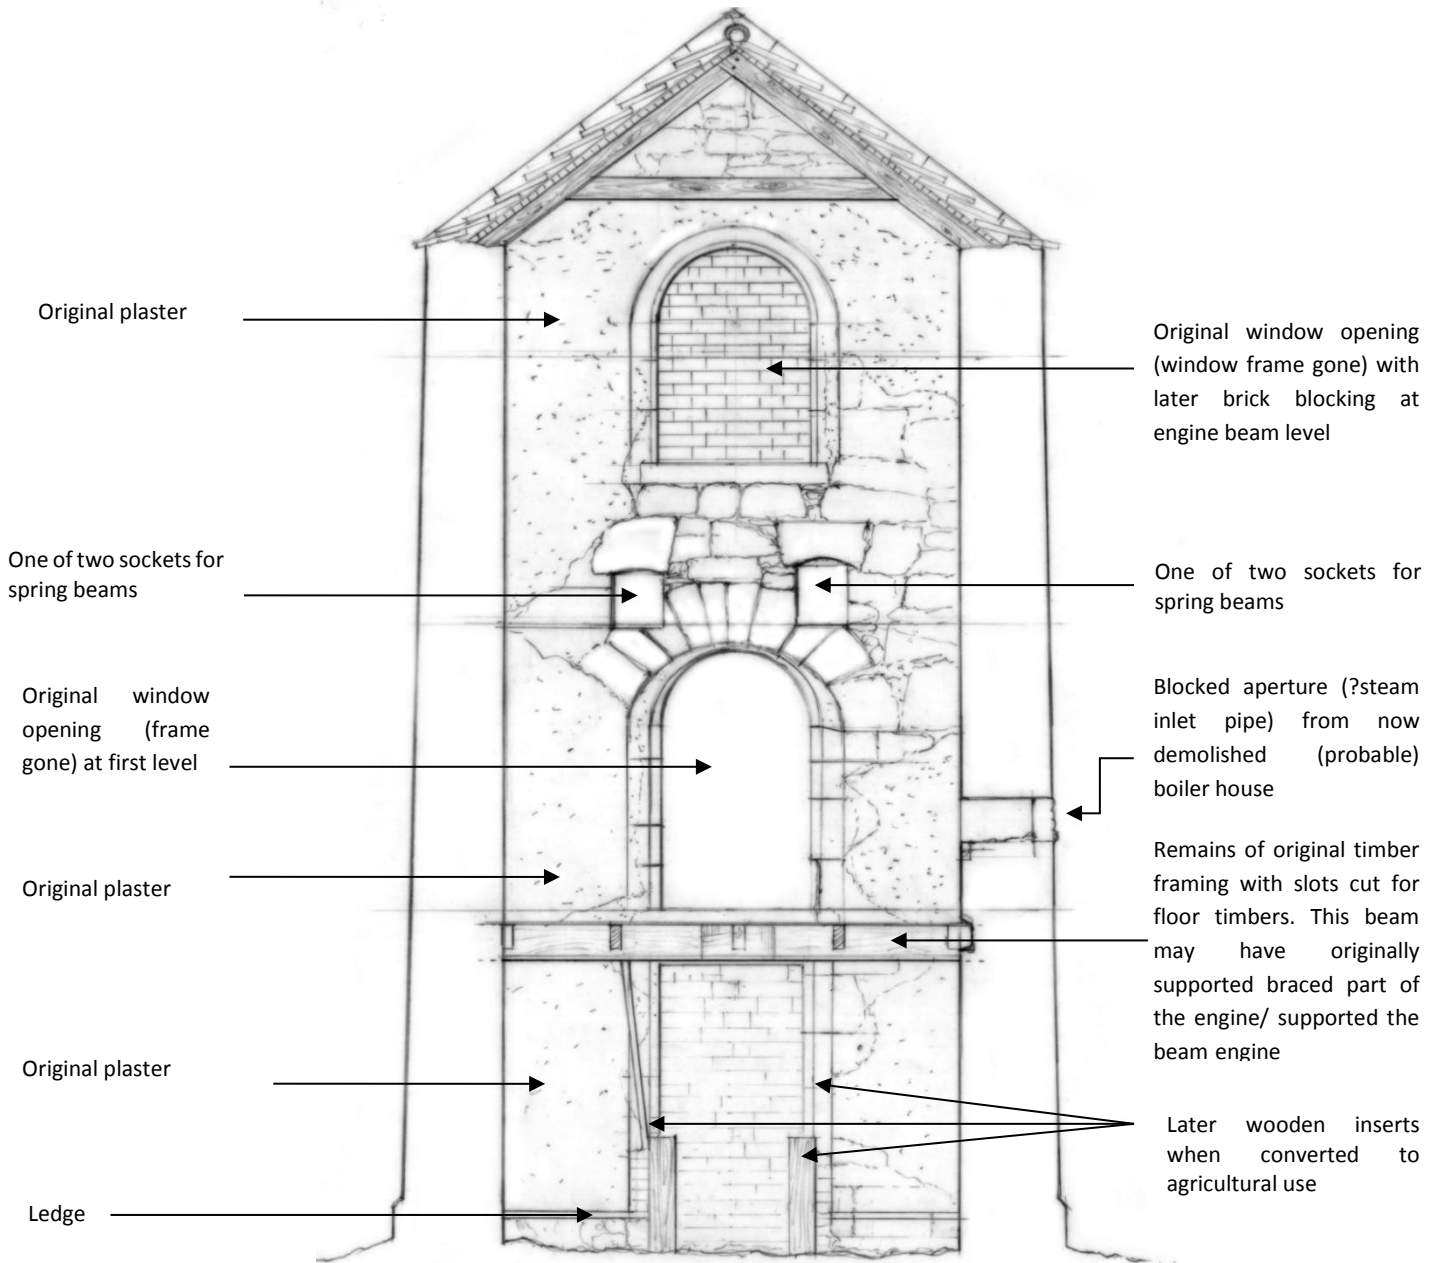 Original plaster
Original window opening
(window frame gone) with
later brick blocking at
engine beam level
One of two sockets for
spring beams
One of two sockets for
spring beams
Original window
opening (frame
gone) at first level
Blocked aperture (?steam
inlet pipe) from now
demolished (probable)
boiler house
Original plaster
Remains of original timber
framing with slots cut for
floor timbers. This beam
may have originally
supported braced part of
the engine/ supported the
beam engine
Original plaster
Later wooden inserts
when converted to
agricultural use
Ledge